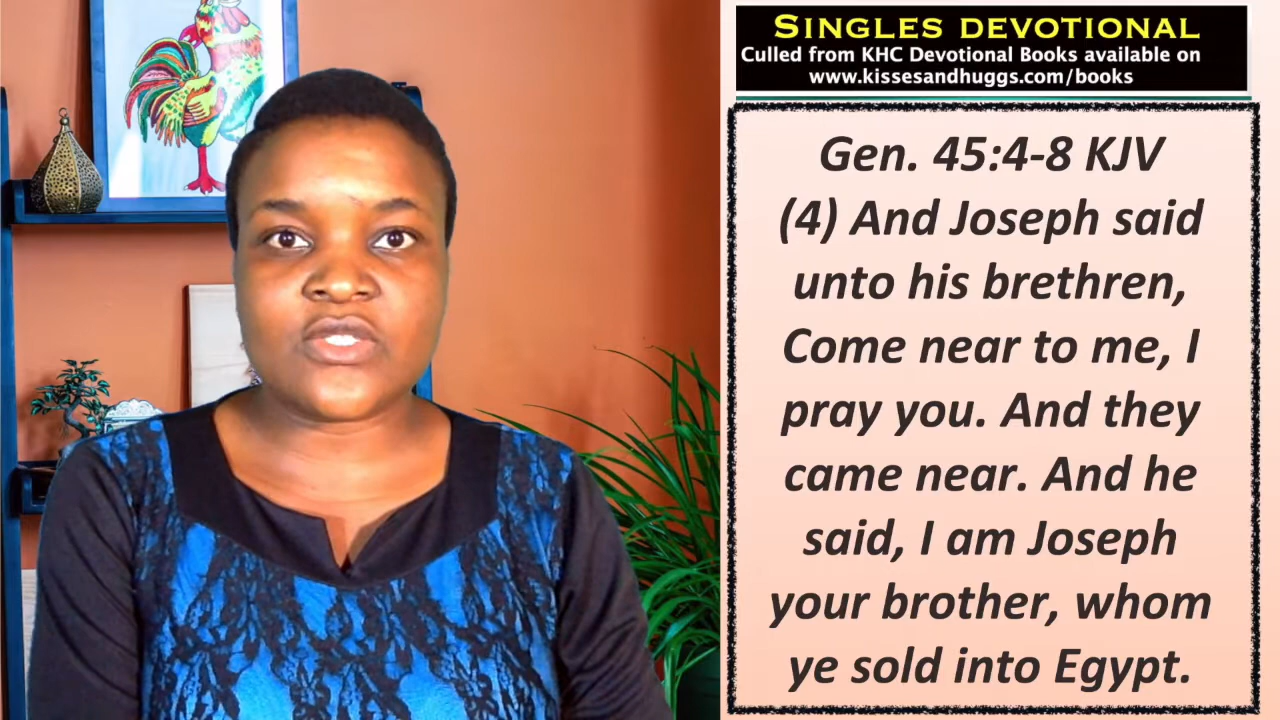 SINGLES DEVOTIONAL
Culled from KHC Devotional Books available on
www.kissesandhuggs.com/books
Gen. 45:4-8 KJV
(4) And Joseph said
unto his brethren,
Come near to me, I
pray you. And they
came near. And he
said, I am Joseph
your brother, whom
ye sold into Egypt.